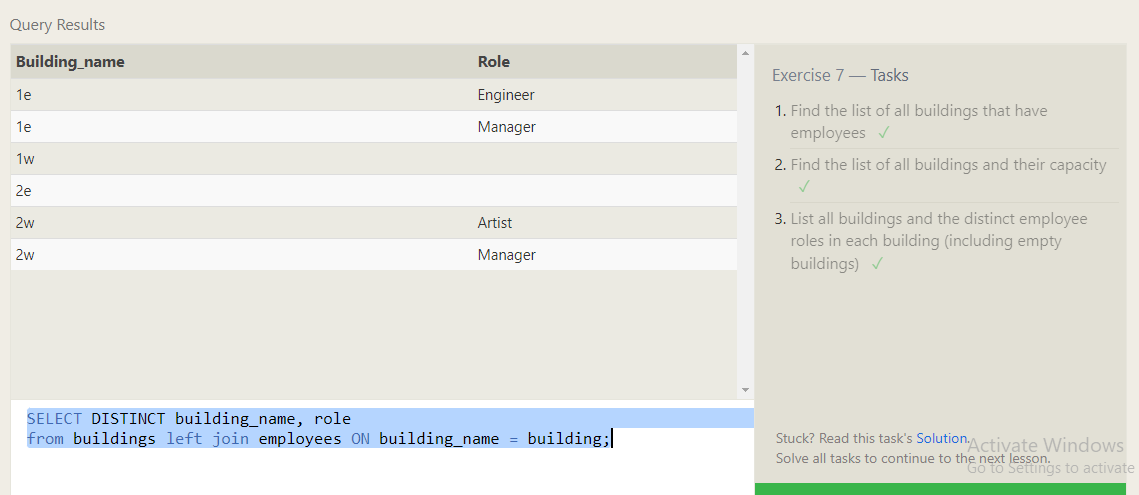 Query Results
Building_name Role
1e Engineer
1e Manager
1w
2e
2w Artist
2w Manager
SELECT DISTINCT building_name, role
from buildings left join employees ON building_name = building;
Exercise 7 — Tasks
1. Find the list of all buildings that have
employees ✓
2. Find the list of all buildings and their capacity
✓
3. List all buildings and the distinct employee
roles in each building (including empty
buildings) ✓
Stuck? Read this task's Solution.
Solve all tasks to continue to the next lesson.
Activate Windows
Go to Settings to activate